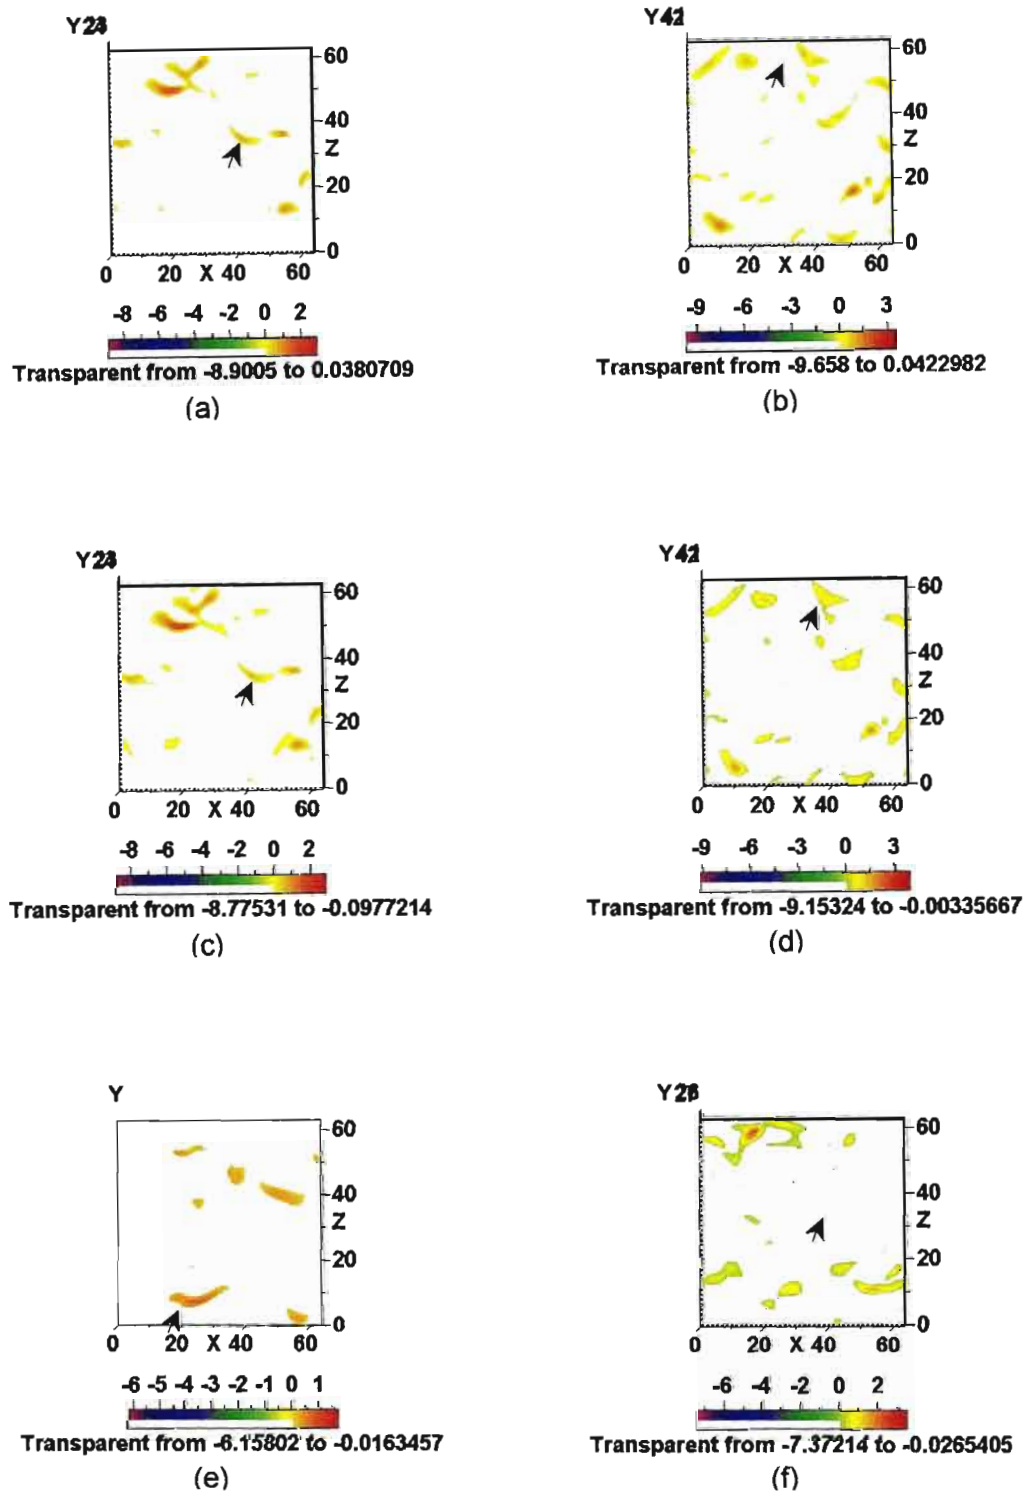 Y
60
40
Z
20
0
0 20 X 40 60
-8 -6 -4 -2 0 2
Transparent from -8.9005 to 0.0380709
(a)
Y
60
40
Z
20
0
0 20 X 40 60
-9 -6 -3 0 3
Transparent from -9.658 to 0.0422982
(b)
Y
60
40
Z
20
0
0 20 X 40 60
-8 -6 -4 -2 0 2
Transparent from -8.77531 to -0.0977214
(c)
Y
60
40
Z
20
0
0 20 X 40 60
-9 -6 -3 0 3
Transparent from -9.15324 to -0.00335667
(d)
Y
60
40
Z
20
0
0 20 X 40 60
-6 -5 -4 -3 -2 -1 0 1
Transparent from -6.15802 to -0.0163457
(e)
Y
60
40
Z
20
0
0 20 X 40 60
-6 -4 -2 0 2
Transparent from -7.37214 to -0.0265405
(f)